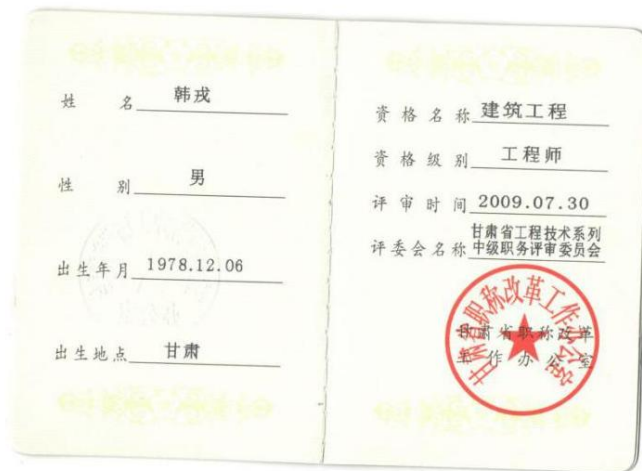 姓 名 韩戎
性 别 男
出生年月 1978.12.06
出生地点 甘肃
资格名称 建筑工程
资格级别 工程师
评审时间 2009.07.30
甘肃省工程技术系列
评委会名称 中级职务评审委员会
甘肃省职称改革工作办公室
甘肃省职称改革
工作办公室